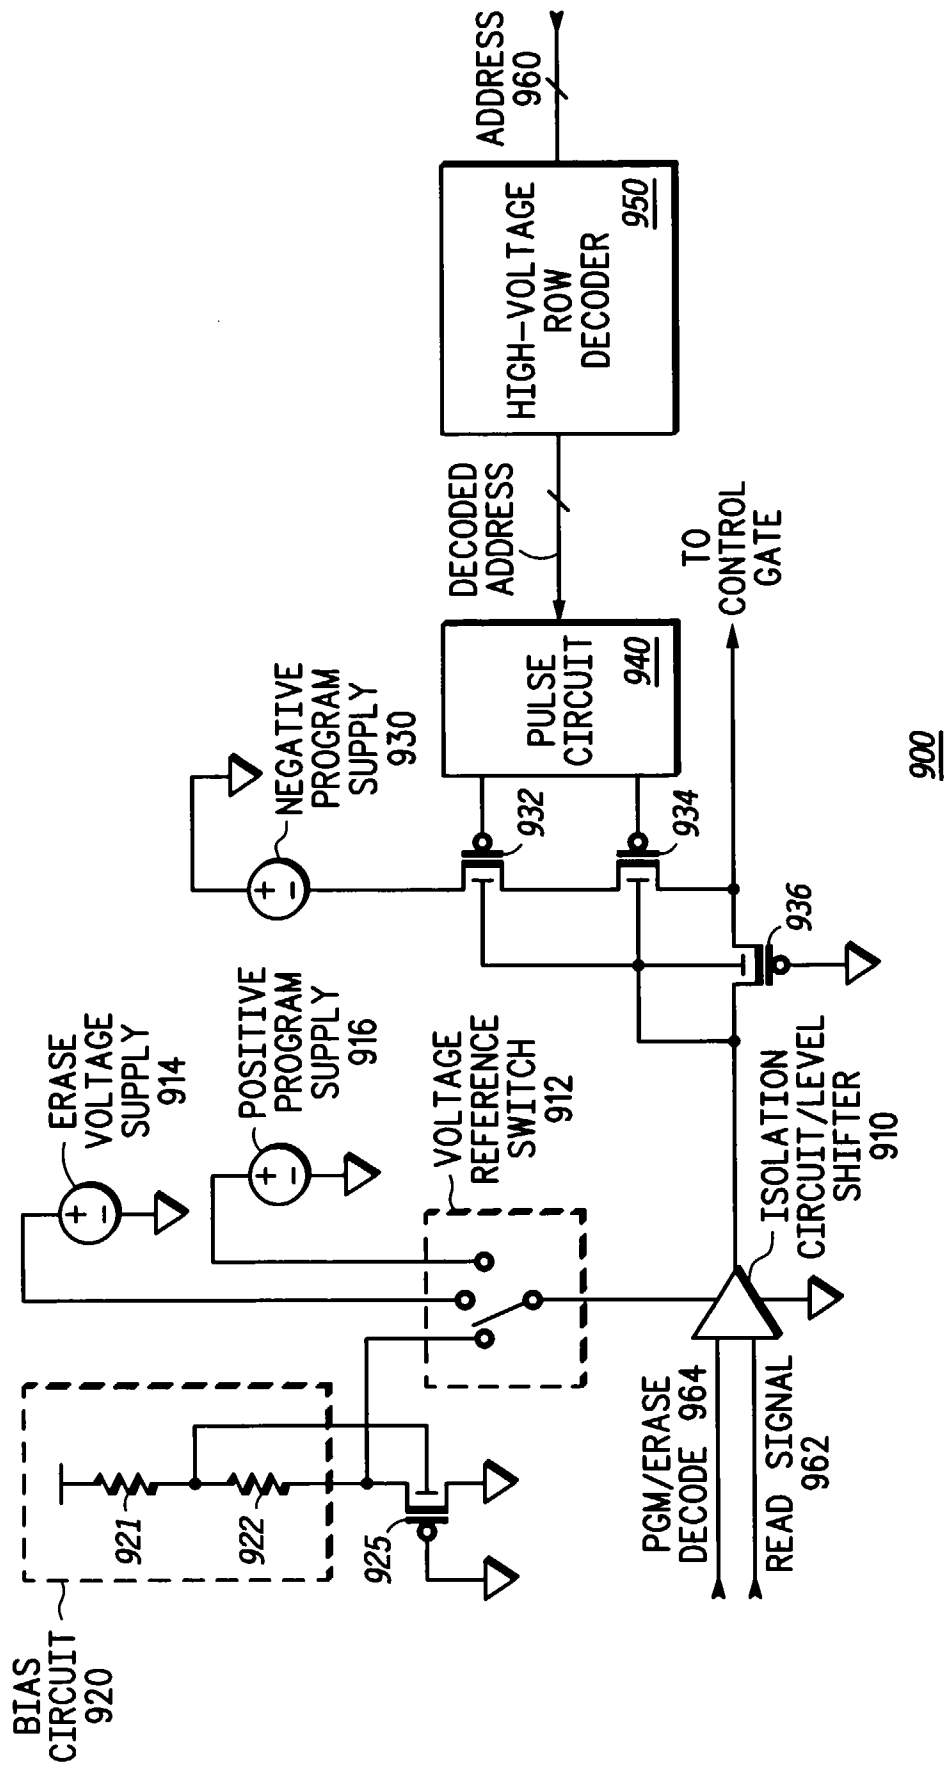 BIAS
CIRCUIT
920
921
922
925
ERASE
VOLTAGE
SUPPLY
914
POSITIVE
PROGRAM
SUPPLY
916
VOLTAGE
REFERENCE
SWITCH
912
NEGATIVE
PROGRAM
SUPPLY
930
932
934
936
PULSE
CIRCUIT
940
DECODED
ADDRESS
HIGH-VOLTAGE
ROW
DECODER
950
ADDRESS
960
PGM/ERASE
DECODE 964
READ SIGNAL
962
ISOLATION
CIRCUIT/LEVEL
SHIFTER
910
TO
CONTROL
GATE
+
−
+
−
+
−
900